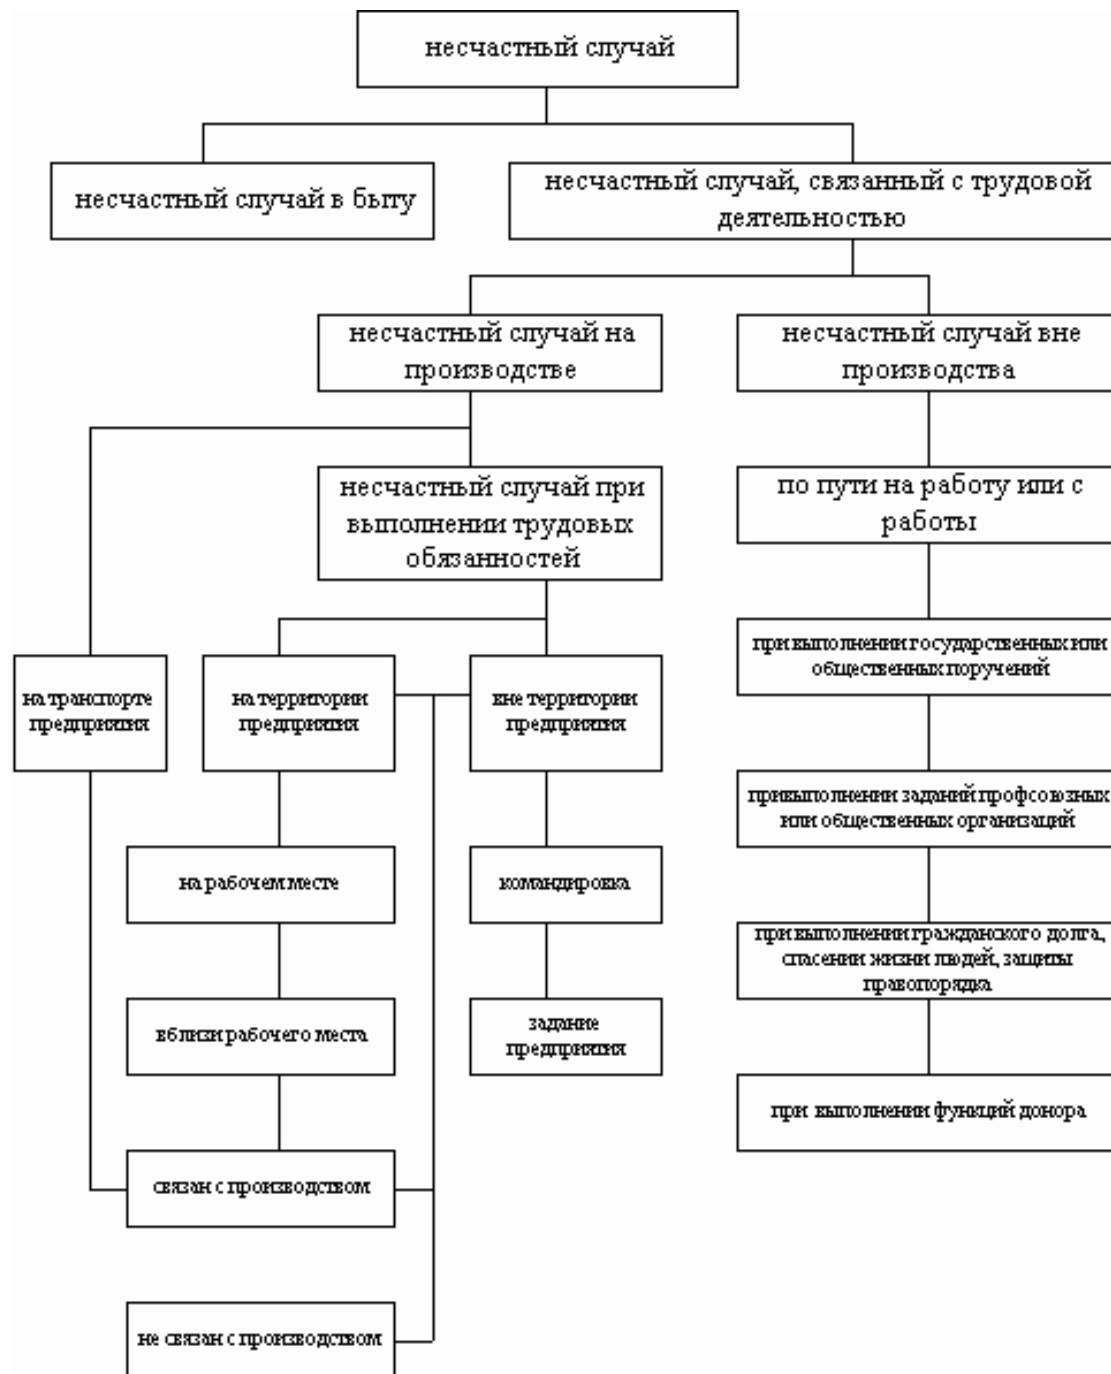 несчастный случай
несчастный случай в быту
несчастный случай, связанный с трудовой
деятельностью
несчастный случай на
производстве
несчастный случай вне
производства
несчастный случай при
выполнении трудовых
обязанностей
по пути на работу или с
работы
на транспорте
предприятия
на территории
предприятия
вне территории
предприятия
при выполнении государственных или
общественных поручений
при выполнении заданий профсоюзных
или общественных организаций
на рабочем месте
командировка
при выполнении гражданского долга,
спасении жизни людей, защиты
правопорядка
вблизи рабочего места
задание
предприятия
при выполнении функций донора
связан с производством
не связан с производством